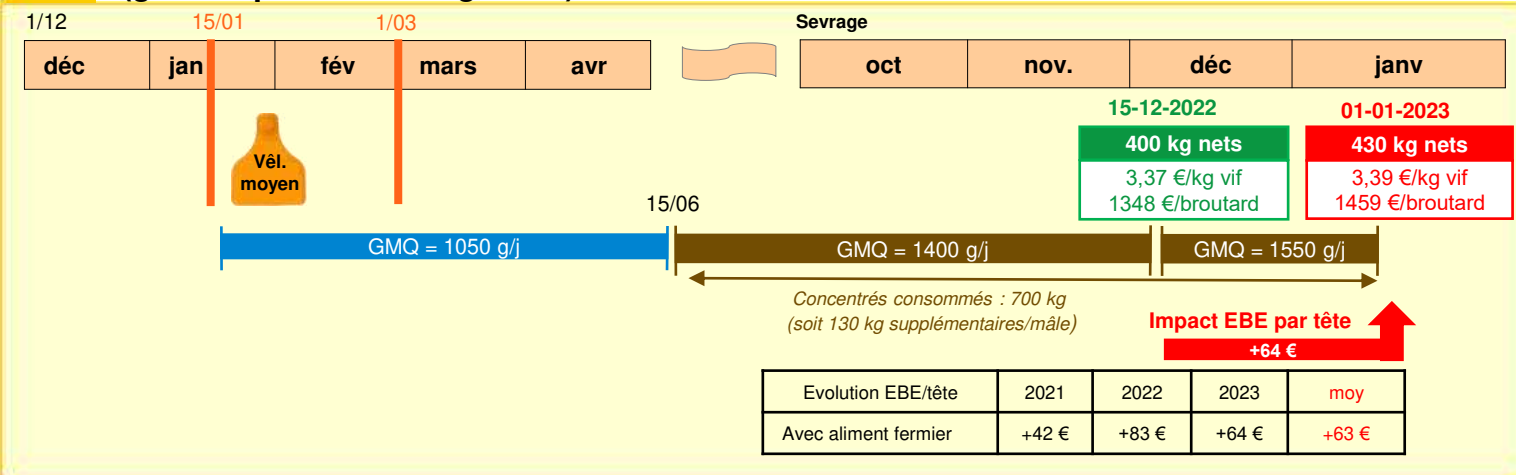 1/12 15/01 1/03 Sevrage
déc jan fév mars avr oct nov. déc janv
15-12-2022 01-01-2023
400 kg nets 430 kg nets
3,37 €/kg vif 3,39 €/kg vif
1348 €/broutard 1459 €/broutard
Vêl.
moyen
15/06
GMQ = 1050 g/j GMQ = 1400 g/j GMQ = 1550 g/j
Concentrés consommés : 700 kg
(soit 130 kg supplémentaires/mâle)
Impact EBE par tête
+64 €
Evolution EBE/tête 2021 2022 2023 moy
Avec aliment fermier +42 € +83 € +64 € +63 €